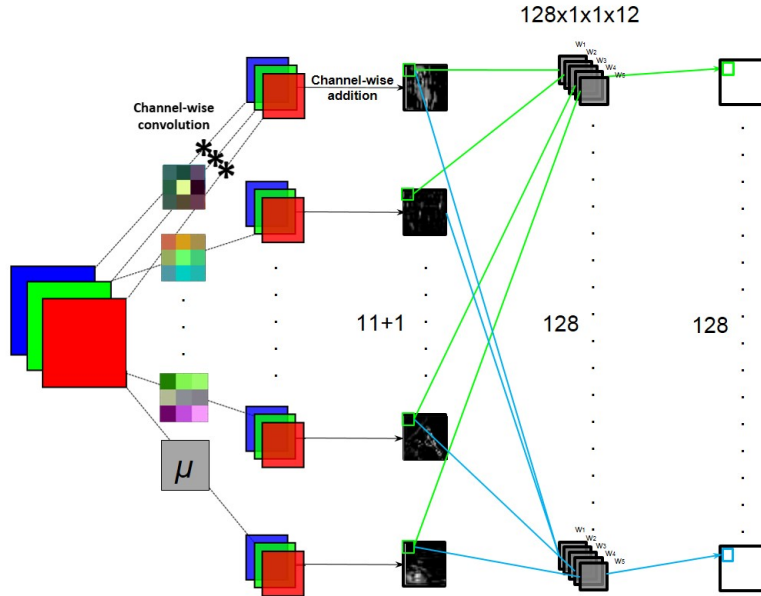 128x1x1x12
W₁
W₂
W₃
W₄
W₅
Channel-wise
addition
Channel-wise
convolution
***
11+1
128
128
μ
W₁
W₂
W₃
W₄
W₅